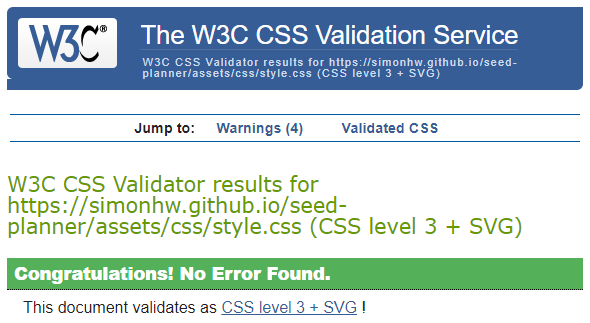 W3C® The W3C CSS Validation Service
W3C CSS Validator results for https://simonhw.github.io/seed-
planner/assets/css/style.css (CSS level 3 + SVG)
Jump to: Warnings (4) Validated CSS
W3C CSS Validator results for
https://simonhw.github.io/seed-
planner/assets/css/style.css (CSS level 3 + SVG)
Congratulations! No Error Found.
This document validates as CSS level 3 + SVG !